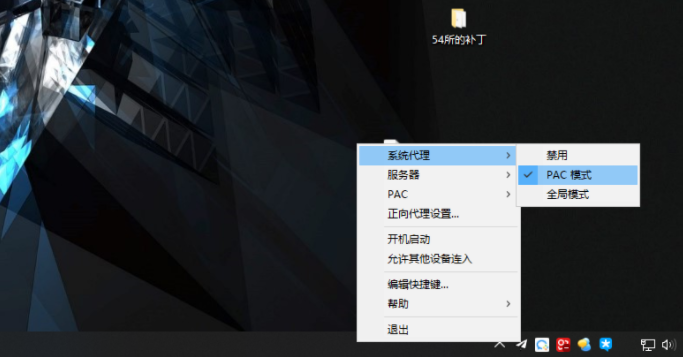 54所的补丁
系统代理
服务器
PAC
正向代理设置...
开机启动
允许其他设备连入
编辑快捷键...
帮助
退出
禁用
PAC 模式
全局模式